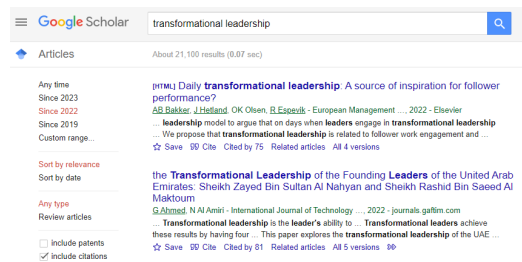 Google Scholar
transformational leadership
Articles
About 21,100 results (0.07 sec)
Any time
Since 2023
Since 2022
Since 2019
Custom range...
Sort by relevance
Sort by date
Any type
Review articles
include patents
include citations
[HTML] Daily transformational leadership: A source of inspiration for follower
performance?
AB Bakker, J Hetland, OK Olsen, R Espevik - European Management …, 2022 - Elsevier
… leadership model to argue that on days when leaders engage in transformational leadership
… We propose that transformational leadership is related to follower work engagement and …
Save Cite Cited by 75 Related articles All 4 versions
the Transformational Leadership of the Founding Leaders of the United Arab
Emirates: Sheikh Zayed Bin Sultan Al Nahyan and Sheikh Rashid Bin Saeed Al
Maktoum
G Ahmed, N Al Amiri - International Journal of Technology …, 2022 - journals.gaftim.com
… Transformational leadership is the leader's ability to … Transformational leaders achieve
these results by having four … This paper explores the transformational leadership of the UAE …
Save Cite Cited by 81 Related articles All 5 versions